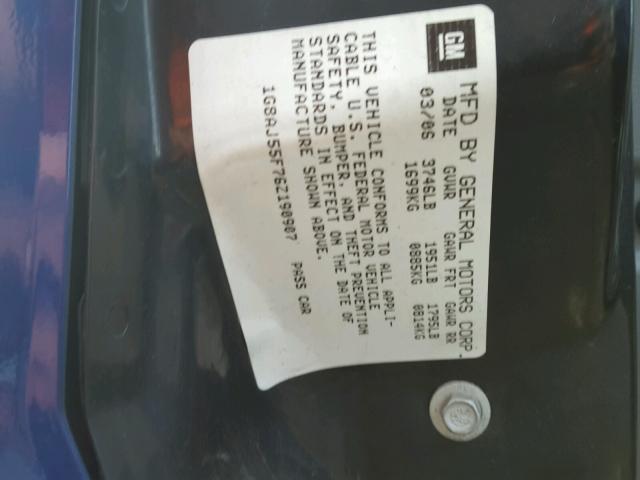 GM
MFD BY GENERAL MOTORS CORP.
DATE GVWR GAWR FRT GAWR RR
03/06 3746LB 1951LB 1795LB
1699KG 0885KG 0814KG
THIS VEHICLE CONFORMS TO ALL APPLI-
CABLE U.S. FEDERAL MOTOR VEHICLE
SAFETY, BUMPER, AND THEFT PREVENTION
STANDARDS IN EFFECT ON THE DATE OF
MANUFACTURE SHOWN ABOVE.
1G8AJ55F76Z190907 PASS CAR